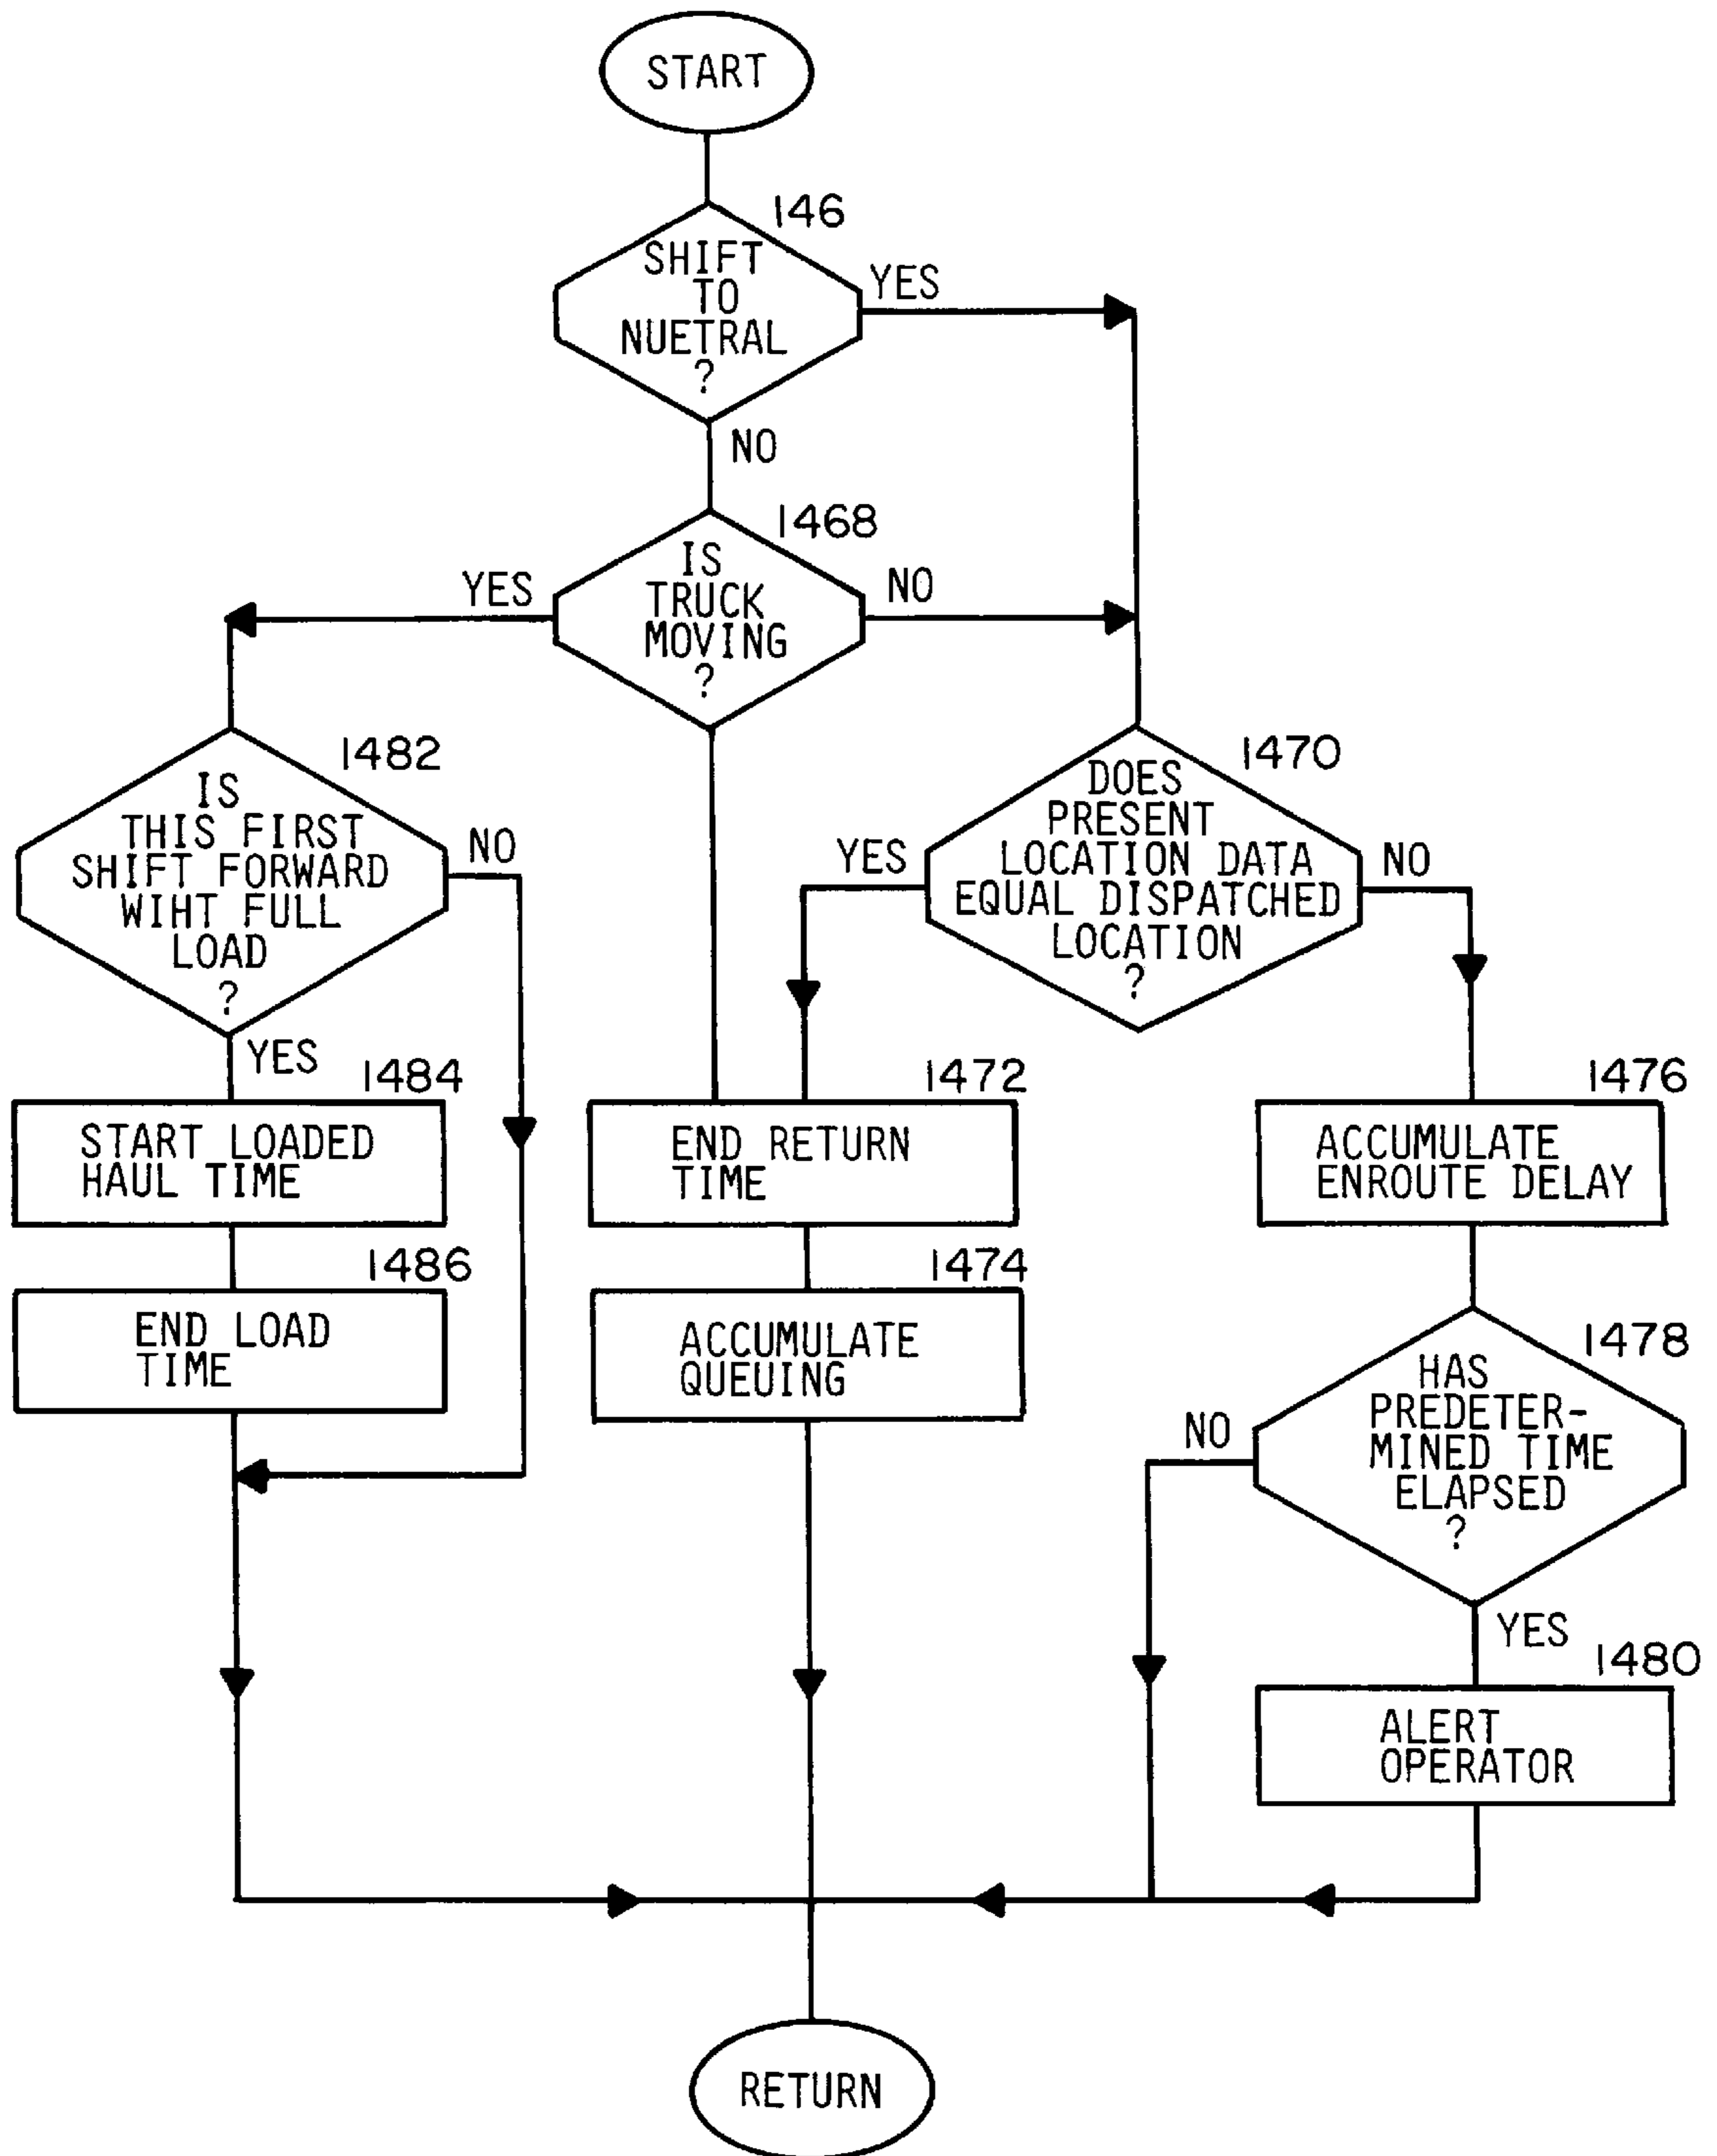 START
146
SHIFT
TO
NUETRAL
?
YES
NO
1468
IS
TRUCK
MOVING
?
YES
NO
1482
IS
THIS FIRST
SHIFT FORWARD
WIHT FULL
LOAD
?
NO
YES
1470
DOES
PRESENT
LOCATION DATA
EQUAL DISPATCHED
LOCATION
?
YES
NO
1484
START LOADED
HAUL TIME
1472
END RETURN
TIME
1476
ACCUMULATE
ENROUTE DELAY
1486
END LOAD
TIME
1474
ACCUMULATE
QUEUING
1478
HAS
PREDETER-
MINED TIME
ELAPSED
?
NO
YES
1480
ALERT
OPERATOR
RETURN